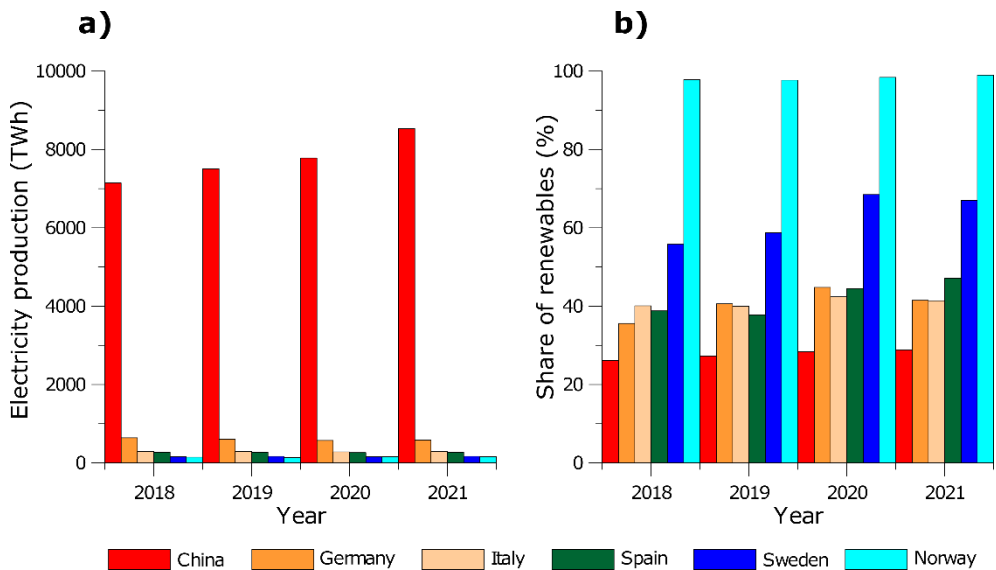 a)
Electricity production (TWh)
10000
8000
6000
4000
2000
0
2018 2019 2020 2021
Year
b)
Share of renewables (%)
100
80
60
40
20
0
2018 2019 2020 2021
Year
China Germany Italy Spain Sweden Norway